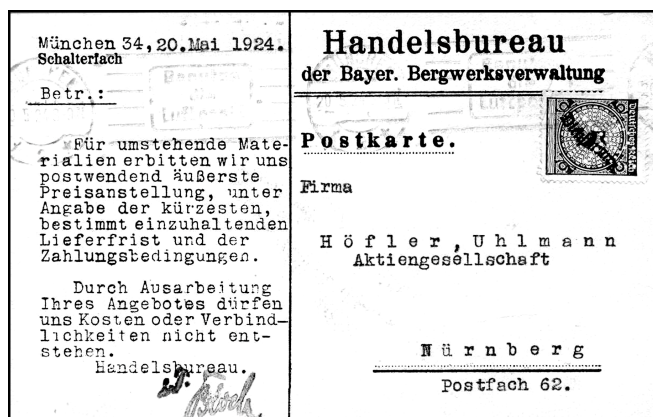 München 34, 20. Mai 1924.
Schalterfach
Betr.:
Für umstehende Mate-
rialien erbitten wir uns
postwendend äußerste
Preisanstellung, unter
Angabe der kürzesten,
bestimmt einzuhaltenden
Lieferfrist und der
Zahlungsbedingungen.
Durch Ausarbeitung
Ihres Angebotes dürfen
uns Kosten oder Verbind-
lichkeiten nicht ent-
stehen.
Handelsbureau.
Handelsbureau
der Bayer. Bergwerksverwaltung
Postkarte.
Firma
Höfler, Uhlmann
Aktiengesellschaft
Nürnberg
Postfach 62.